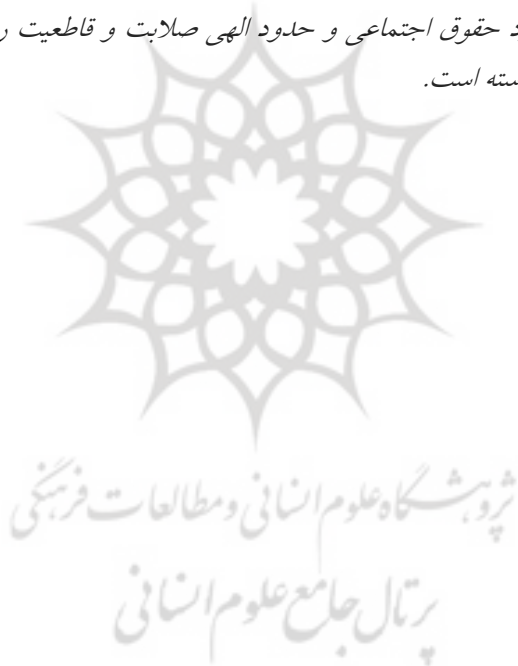 د حقوق اجتماعی و حدود الهی صلابت و قاطعیت ر
سته است.
پژوهشگاه علوم انسانی و مطالعات فرهنگی
پرتال جامع علوم انسانی